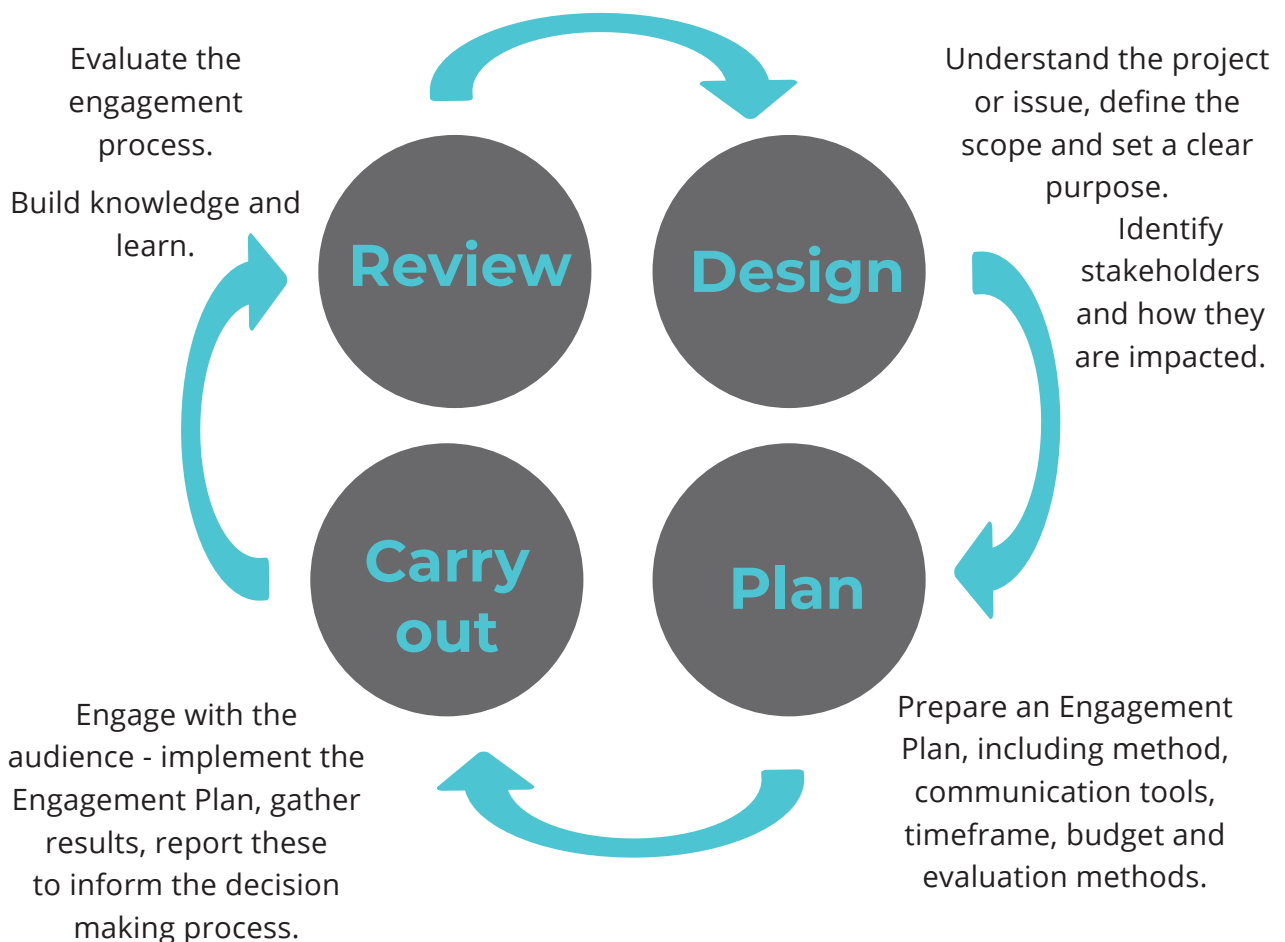 Evaluate the
engagement
process.
Build knowledge and
learn.
Review
Design
Understand the project
or issue, define the
scope and set a clear
purpose.
Identify
stakeholders
and how they
are impacted.
Carry
out
Plan
Engage with the
audience - implement the
Engagement Plan, gather
results, report these
to inform the decision
making process.
Prepare an Engagement
Plan, including method,
communication tools,
timeframe, budget and
evaluation methods.